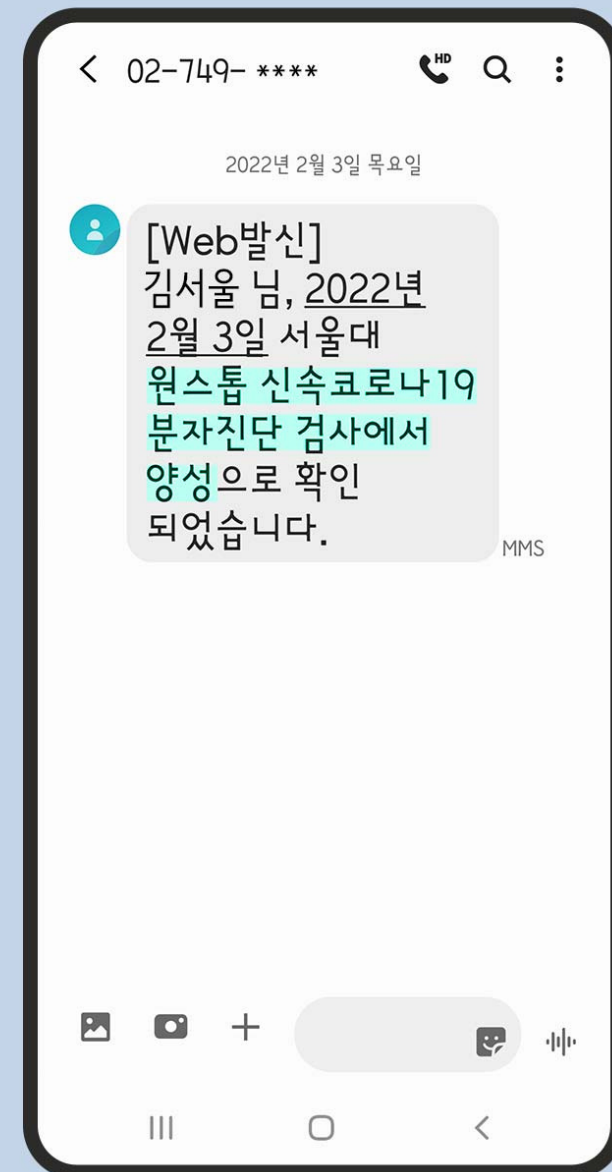 02-749-****
HD
2022년 2월 3일 목요일
[Web발신]
김서울 님, 2022년
2월 3일 서울대
원스톱 신속코로나19
분자진단 검사에서
양성으로 확인
되었습니다.
MMS